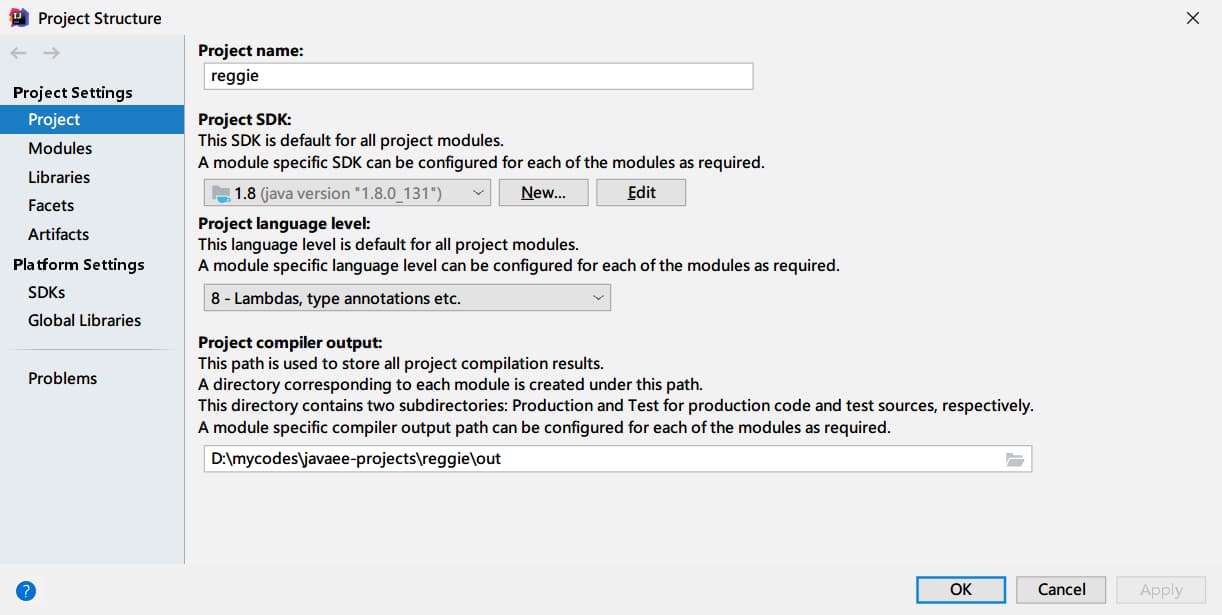 Project Structure
Project Settings
Project
Modules
Libraries
Facets
Artifacts
Platform Settings
SDKs
Global Libraries
Problems
Project name:
reggie
Project SDK:
This SDK is default for all project modules.
A module specific SDK can be configured for each of the modules as required.
1.8 (java version "1.8.0_131") New... Edit
Project language level:
This language level is default for all project modules.
A module specific language level can be configured for each of the modules as required.
8 - Lambdas, type annotations etc.
Project compiler output:
This path is used to store all project compilation results.
A directory corresponding to each module is created under this path.
This directory contains two subdirectories: Production and Test for production code and test sources, respectively.
A module specific compiler output path can be configured for each of the modules as required.
D:\mycodes\javaee-projects\reggie\out
? OK Cancel Apply